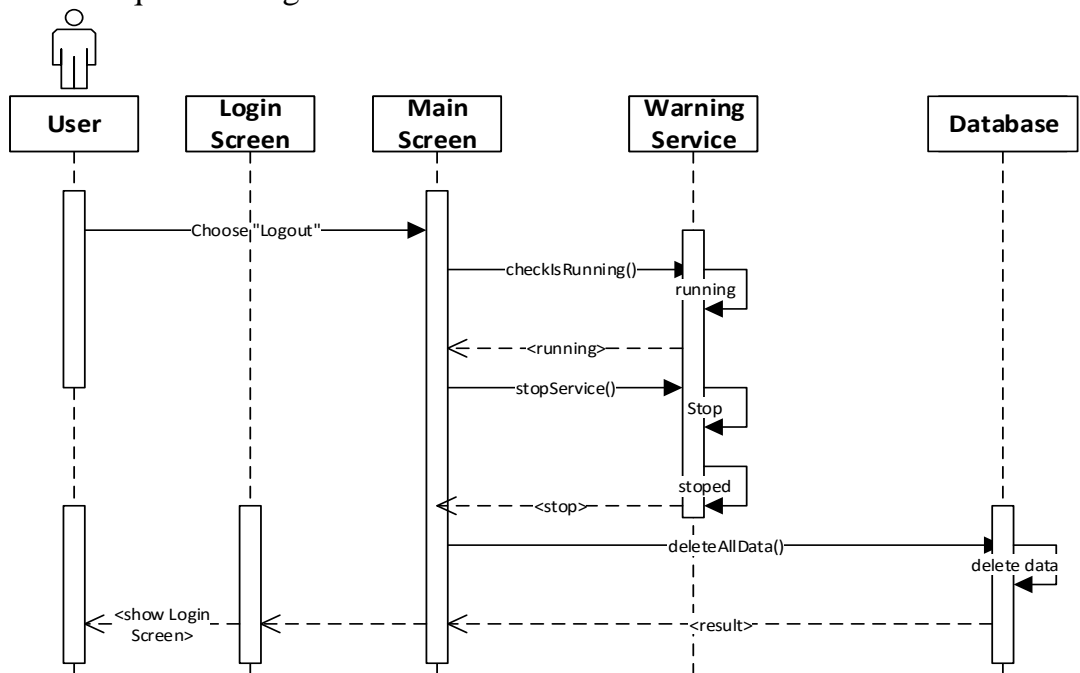 User
Login
Screen
Main
Screen
Warning
Service
Database
Choose "Logout"
checkIsRunning()
running
<running>
stopService()
Stop
stoped
<stop>
deleteAllData()
delete data
<show Login
Screen>
<result>